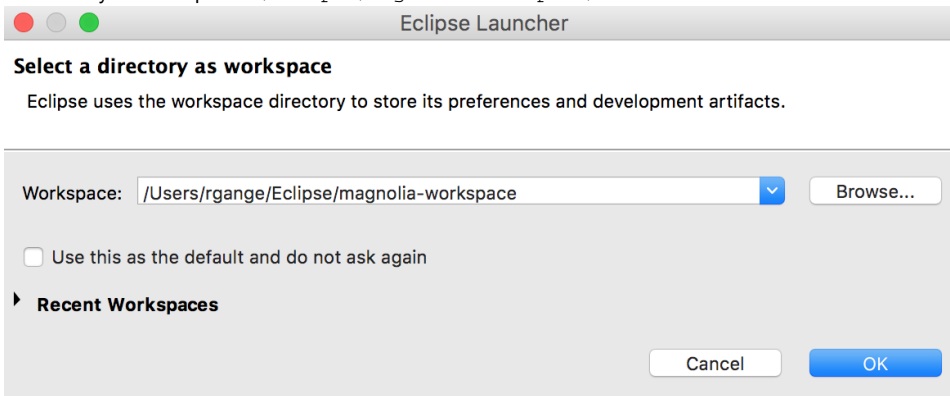 Eclipse Launcher
Select a directory as workspace
Eclipse uses the workspace directory to store its preferences and development artifacts.
Workspace: /Users/rgange/Eclipse/magnolia-workspace Browse...
Use this as the default and do not ask again
Recent Workspaces
Cancel OK